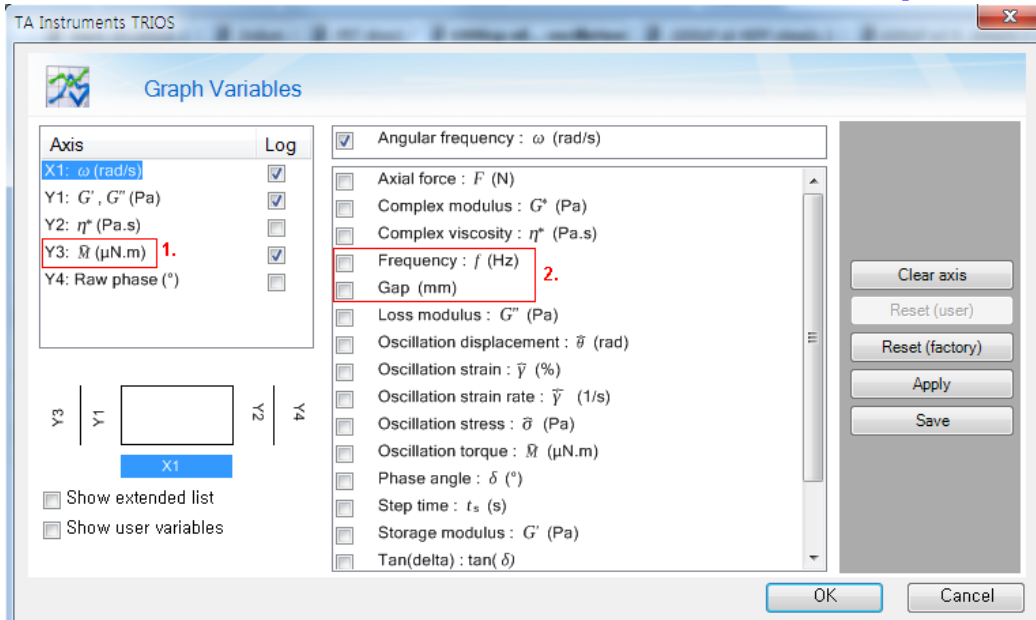 TA Instruments TRIOS
Graph Variables
Axis Log
X1: ω (rad/s)
Y1: G', G'' (Pa)
Y2: η* (Pa.s)
Y3: M̂ (μN.m) 1.
Y4: Raw phase (°)
Y3 Y1 Y2 Y4
X1
Show extended list
Show user variables
Angular frequency : ω (rad/s)
Axial force : F (N)
Complex modulus : G* (Pa)
Complex viscosity : η* (Pa.s)
Frequency : f (Hz)
2.
Gap (mm)
Loss modulus : G'' (Pa)
Oscillation displacement : θ̂ (rad)
Oscillation strain : γ̂ (%)
Oscillation strain rate : γ̇̂ (1/s)
Oscillation stress : σ̂ (Pa)
Oscillation torque : M̂ (μN.m)
Phase angle : δ (°)
Step time : tₛ (s)
Storage modulus : G' (Pa)
Tan(delta) : tan( δ)
Clear axis
Reset (user)
Reset (factory)
Apply
Save
OK Cancel